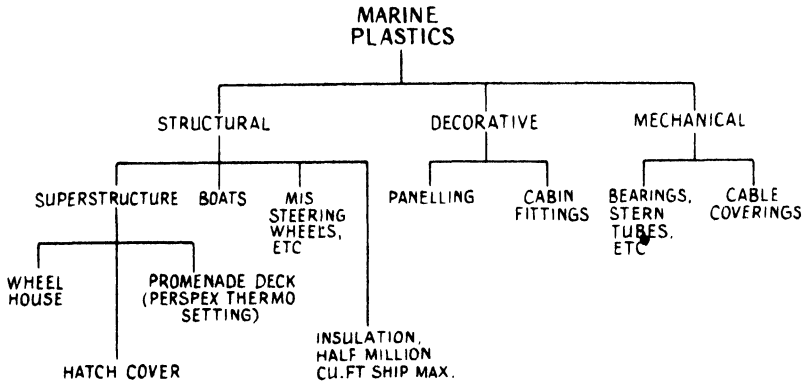 MARINE
PLASTICS
STRUCTURAL
DECORATIVE
MECHANICAL
SUPERSTRUCTURE
BOATS
MIS
STEERING
WHEELS,
ETC
PANELLING
CABIN
FITTINGS
BEARINGS,
STERN
TUBES,
ETC
CABLE
COVERINGS
WHEEL
HOUSE
PROMENADE DECK
(PERSPEX THERMO
SETTING)
HATCH COVER
INSULATION,
HALF MILLION
CU.FT SHIP MAX.